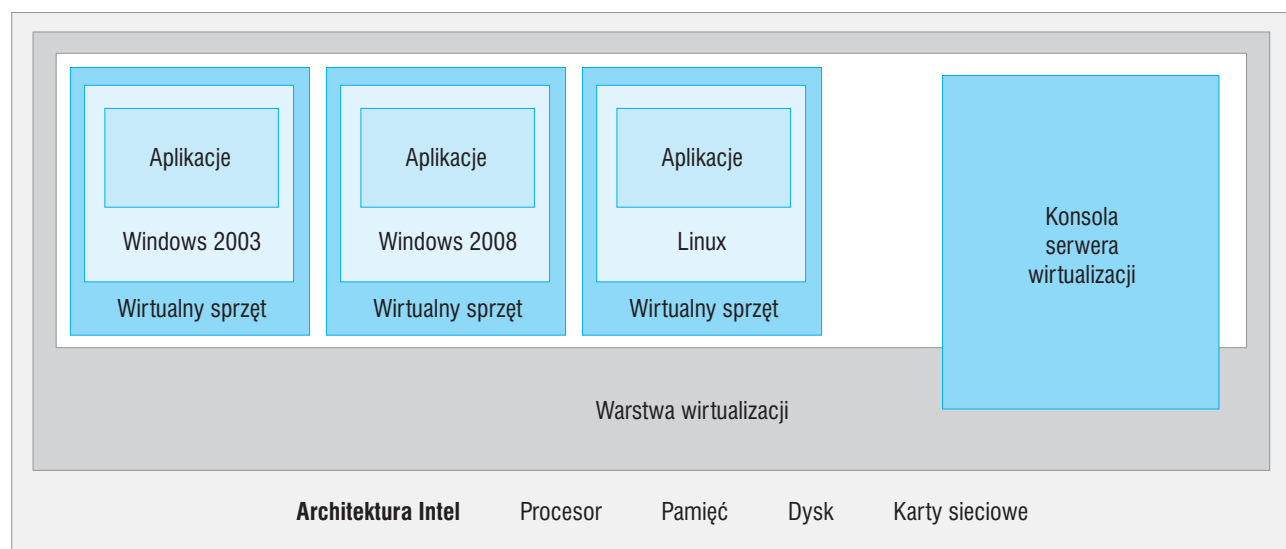 Aplikacje
Windows 2003
Wirtualny sprzęt
Aplikacje
Windows 2008
Wirtualny sprzęt
Aplikacje
Linux
Wirtualny sprzęt
Konsola
serwera
wirtualizacji
Warstwa wirtualizacji
Architektura Intel Procesor Pamięć Dysk Karty sieciowe